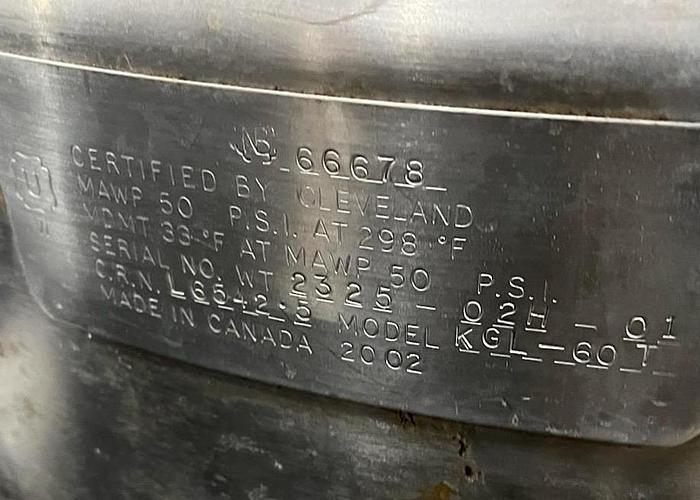 NB 66678
U
CERTIFIED BY CLEVELAND
MAWP 50 P.S.I. AT 298 °F
MDMT 33 °F AT MAWP 50 P.S.I.
SERIAL NO. WT 2325 - 02H - 01
C.R.N. L6542.5 MODEL KGL-60T
MADE IN CANADA 2002